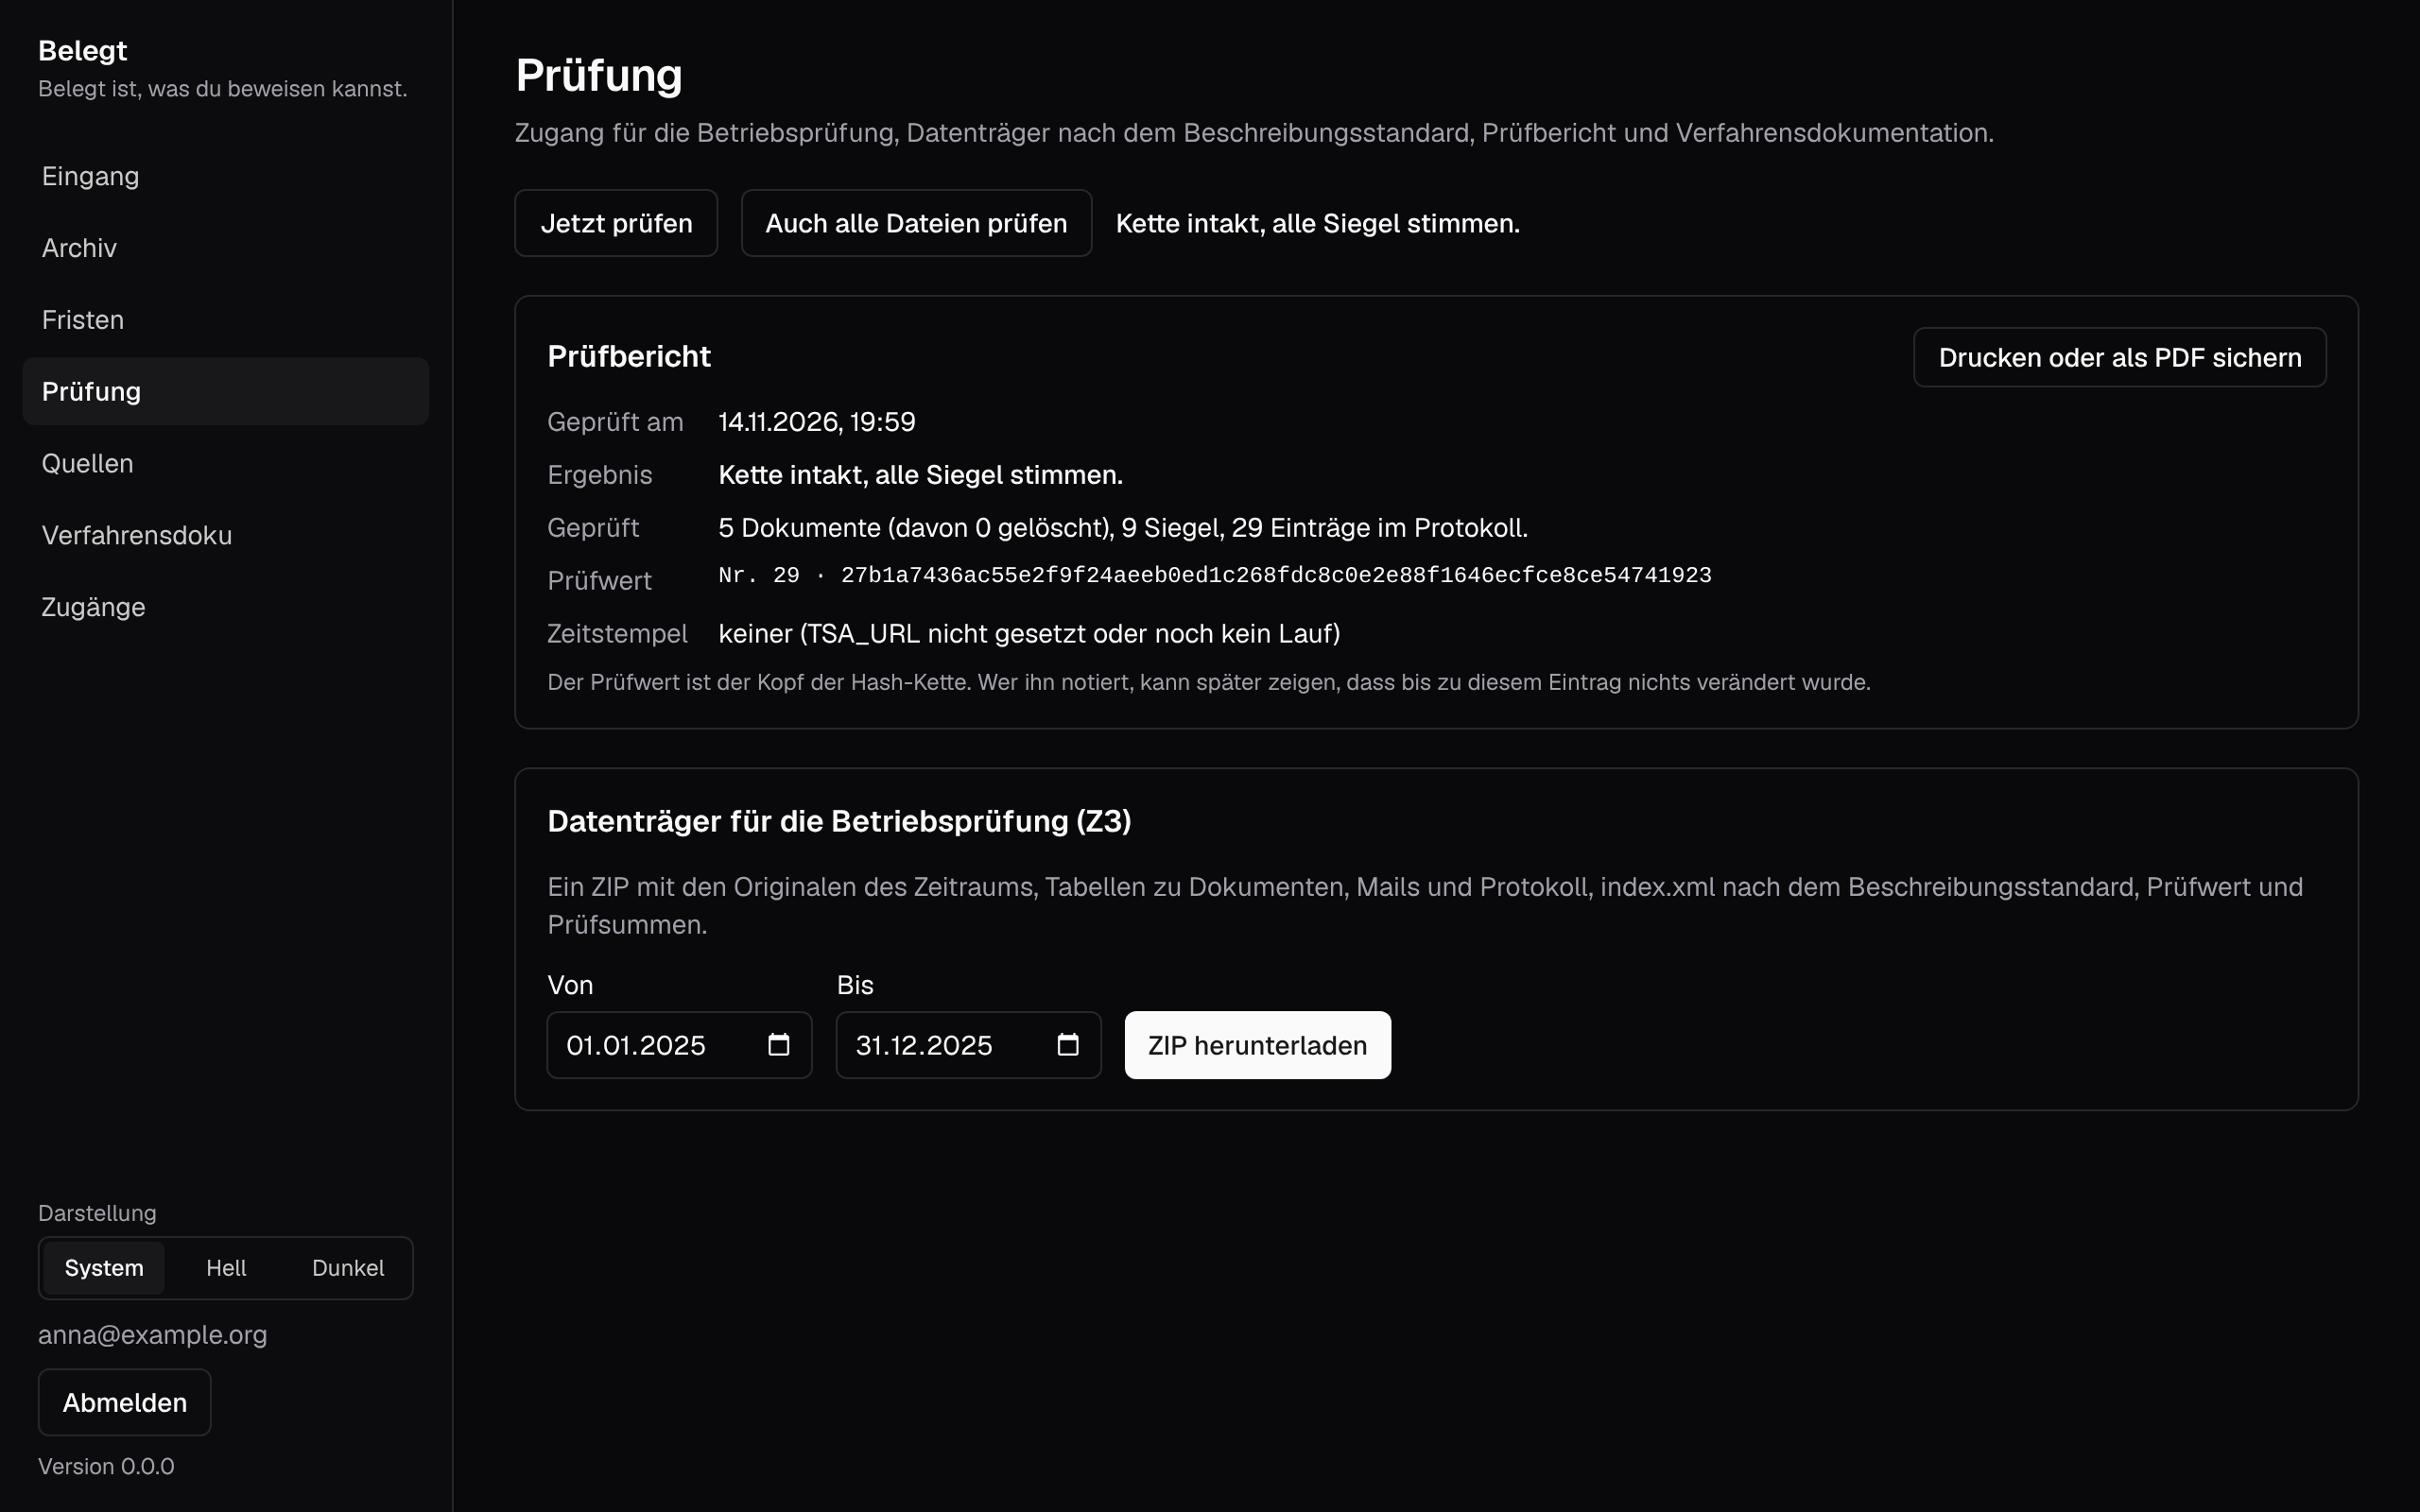 Belegt
Belegt ist, was du beweisen kannst.
Eingang
Archiv
Fristen
Prüfung
Quellen
Verfahrensdoku
Zugänge
Darstellung
System Hell Dunkel
anna@example.org
Abmelden
Version 0.0.0
Prüfung
Zugang für die Betriebsprüfung, Datenträger nach dem Beschreibungsstandard, Prüfbericht und Verfahrensdokumentation.
Jetzt prüfen Auch alle Dateien prüfen Kette intakt, alle Siegel stimmen.
Prüfbericht Drucken oder als PDF sichern
Geprüft am 14.11.2026, 19:59
Ergebnis Kette intakt, alle Siegel stimmen.
Geprüft 5 Dokumente (davon 0 gelöscht), 9 Siegel, 29 Einträge im Protokoll.
Prüfwert Nr. 29 · 27b1a7436ac55e2f9f24aeeb0ed1c268fdc8c0e2e88f1646ecfce8ce54741923
Zeitstempel keiner (TSA_URL nicht gesetzt oder noch kein Lauf)
Der Prüfwert ist der Kopf der Hash-Kette. Wer ihn notiert, kann später zeigen, dass bis zu diesem Eintrag nichts verändert wurde.
Datenträger für die Betriebsprüfung (Z3)
Ein ZIP mit den Originalen des Zeitraums, Tabellen zu Dokumenten, Mails und Protokoll, index.xml nach dem Beschreibungsstandard, Prüfwert und
Prüfsummen.
Von Bis
01.01.2025 31.12.2025 ZIP herunterladen